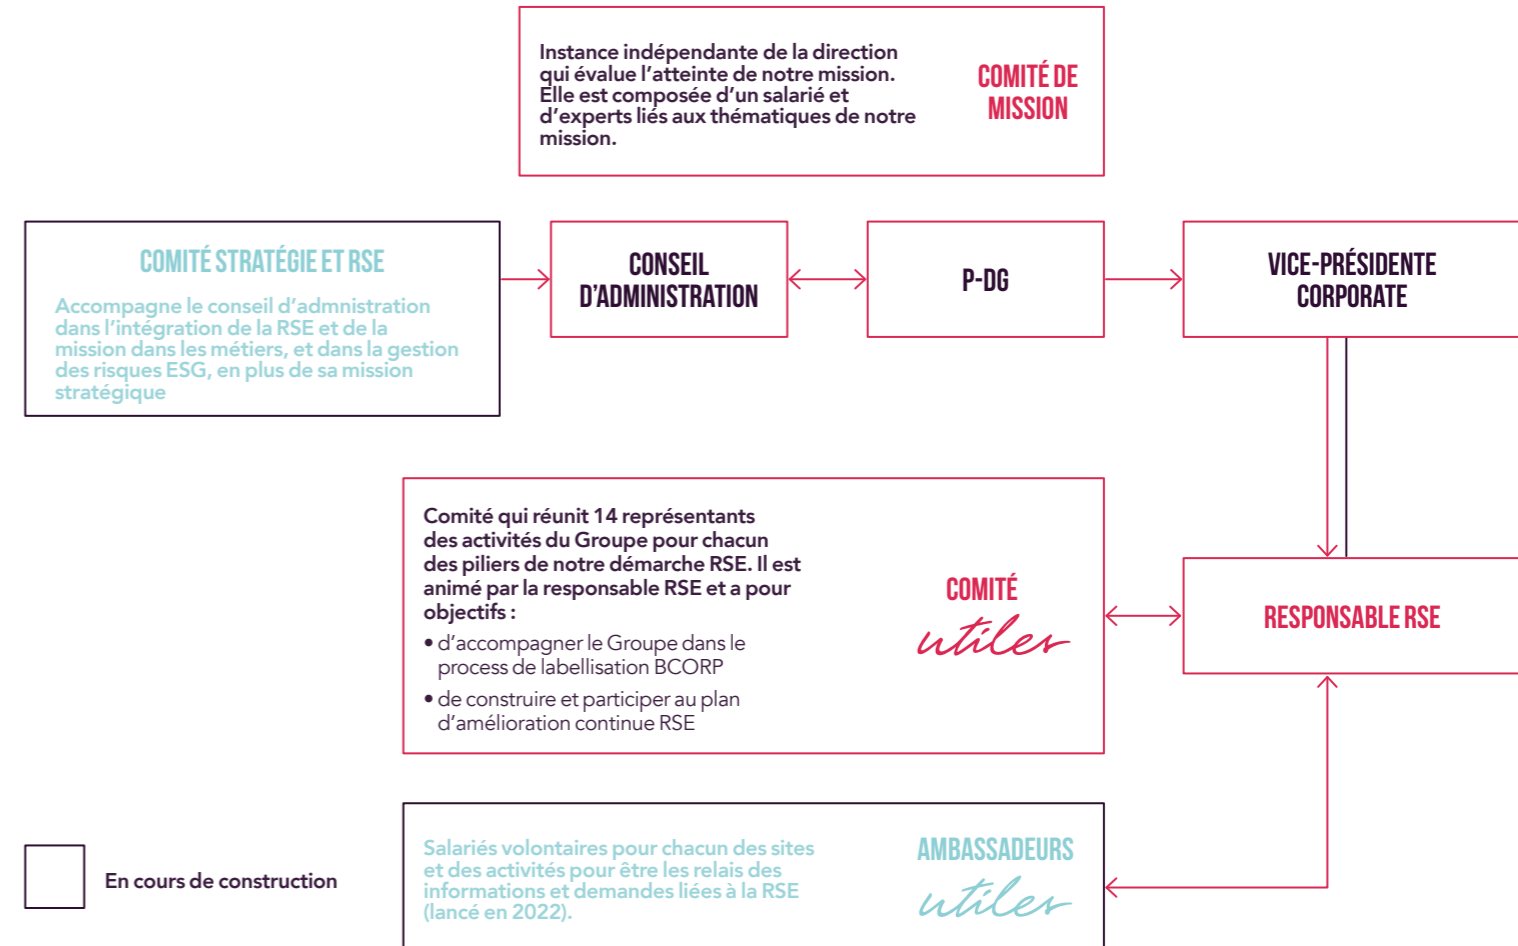 Instance indépendante de la direction
qui évalue l'atteinte de notre mission.
Elle est composée d'un salarié et
d'experts liés aux thématiques de notre
mission.
COMITÉ DE
MISSION
COMITÉ STRATÉGIE ET RSE
Accompagne le conseil d'admnistration
dans l'intégration de la RSE et de la
mission dans les métiers, et dans la gestion
des risques ESG, en plus de sa mission
stratégique
CONSEIL
D'ADMINISTRATION
P-DG
VICE-PRÉSIDENTE
CORPORATE
Comité qui réunit 14 représentants
des activités du Groupe pour chacun
des piliers de notre démarche RSE. Il est
animé par la responsable RSE et a pour
objectifs :
• d'accompagner le Groupe dans le
process de labellisation BCORP
• de construire et participer au plan
d'amélioration continue RSE
COMITÉ
utiles
RESPONSABLE RSE
Salariés volontaires pour chacun des sites
et des activités pour être les relais des
informations et demandes liées à la RSE
(lancé en 2022).
AMBASSADEURS
utiles
En cours de construction